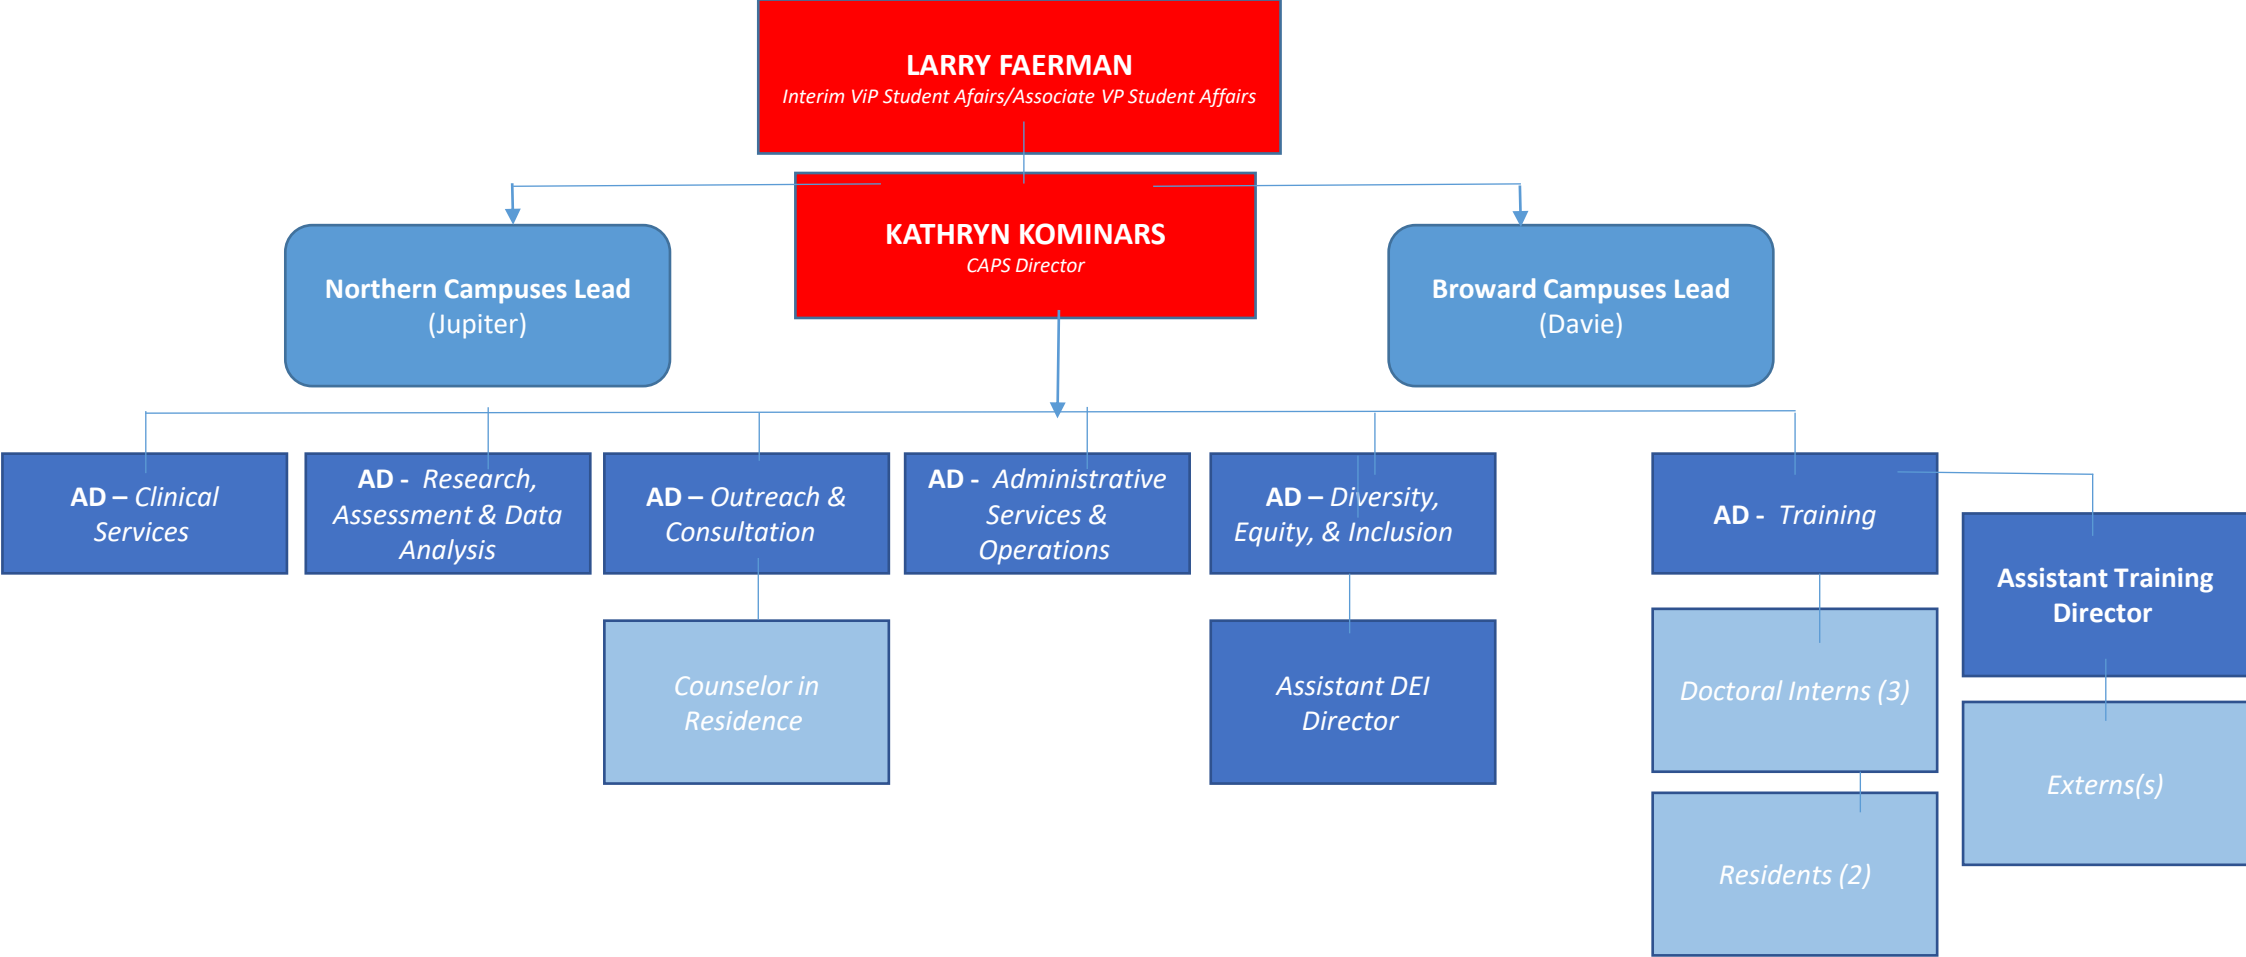 LARRY FAERMAN
Interim ViP Student Afairs/Associate VP Student Affairs
KATHRYN KOMINARS
CAPS Director
Northern Campuses Lead
(Jupiter)
Broward Campuses Lead
(Davie)
AD – Clinical
Services
AD - Research,
Assessment & Data
Analysis
AD – Outreach &
Consultation
AD - Administrative
Services &
Operations
AD – Diversity,
Equity, & Inclusion
AD - Training
Assistant Training
Director
Counselor in
Residence
Assistant DEI
Director
Doctoral Interns (3)
Externs(s)
Residents (2)